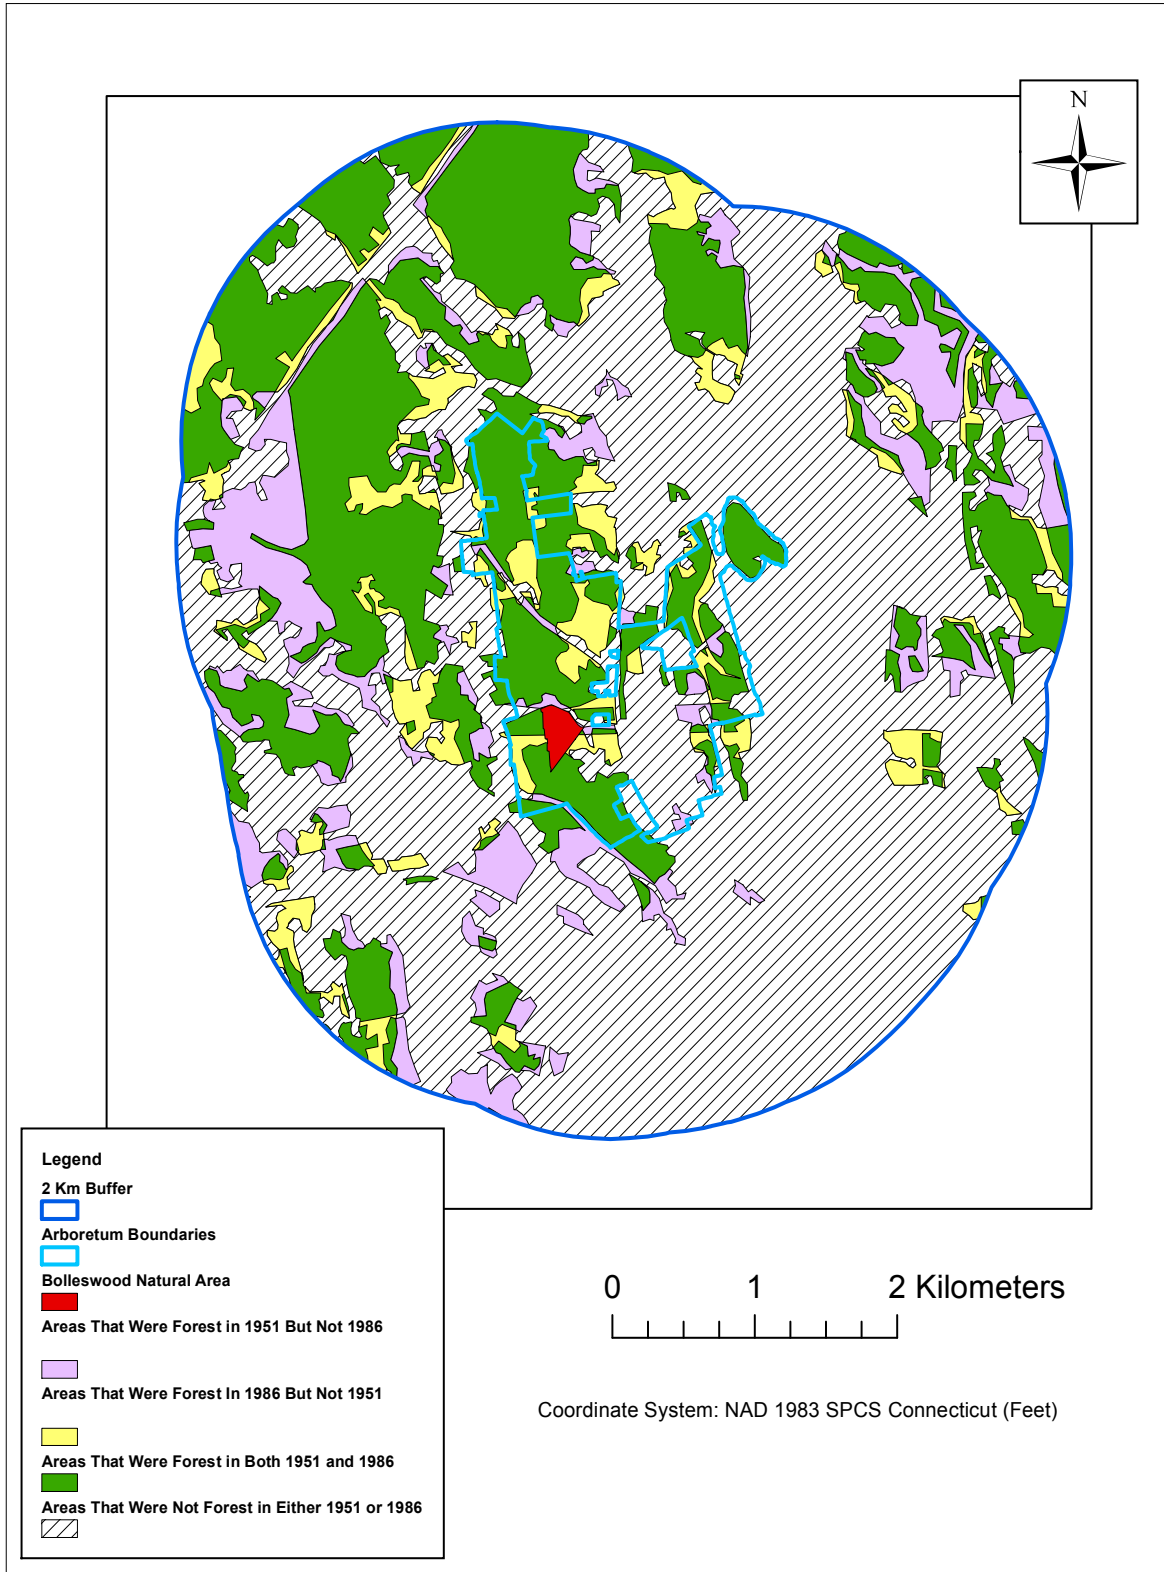 N
Legend
2 Km Buffer
Arboretum Boundaries
Bolleswood Natural Area
Areas That Were Forest in 1951 But Not 1986
Areas That Were Forest In 1986 But Not 1951
Areas That Were Forest in Both 1951 and 1986
Areas That Were Not Forest in Either 1951 or 1986
0 1 2 Kilometers
Coordinate System: NAD 1983 SPCS Connecticut (Feet)